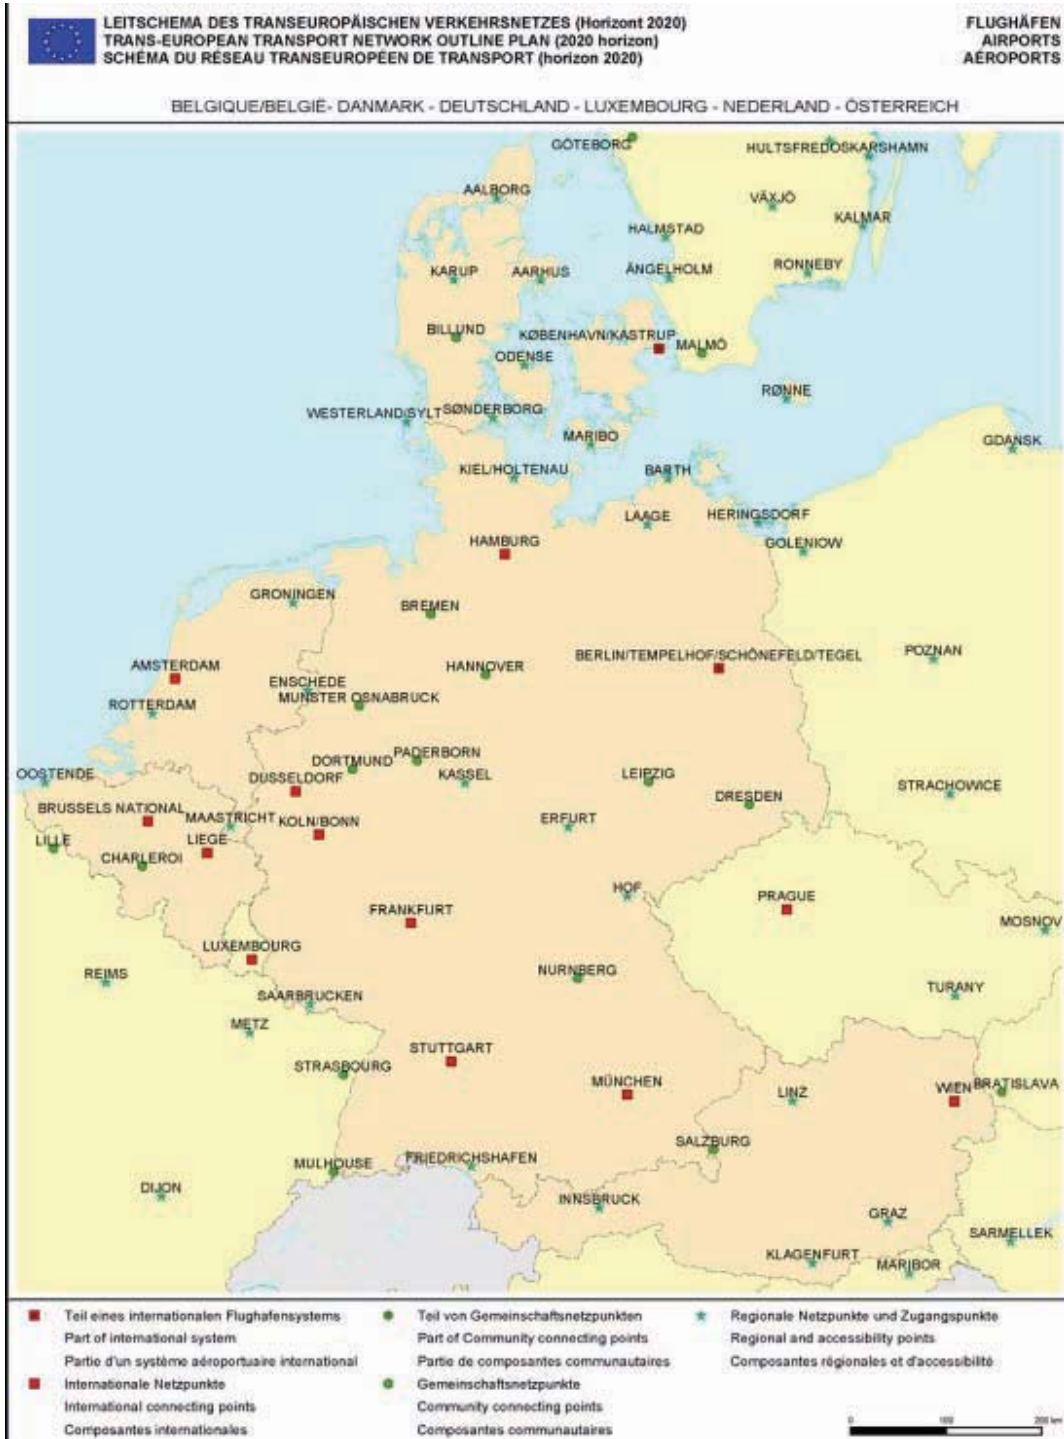 LEITSCHEMA DES TRANSEUROPÄISCHEN VERKEHRSNETZES (Horizont 2020)
TRANS-EUROPEAN TRANSPORT NETWORK OUTLINE PLAN (2020 horizon)
SCHÉMA DU RÉSEAU TRANSEUROPÉEN DE TRANSPORT (horizon 2020)
FLUGHÄFEN
AIRPORTS
AÉROPORTS
BELGIQUE/BELGIË- DANMARK - DEUTSCHLAND - LUXEMBOURG - NEDERLAND - ÖSTERREICH
GÖTEBORG
HULTSFREDOSKARSHAMN
AALBORG
VÄXJÖ
KALMAR
HALMSTAD
KARUP
AARHUS
ÄNGELHOLM
RONNEBY
BILLUND
KØBENHAVN/KASTRUP
MALMÖ
ODENSE
RØNNE
WESTERLAND/SYLT
SØNDERBORG
MARIBO
GDANSK
KIEL/HOLTENAU
BARTH
LAAGE
HERINGSDORF
HAMBURG
GOLENIOW
GRONINGEN
BREMEN
AMSTERDAM
HANNOVER
BERLIN/TEMPELHOF/SCHÖNEFELD/TEGEL
POZNAN
ENSCHEDE
MUNSTER OSNABRUCK
ROTTERDAM
OOSTENDE
DORTMUND
PADERBORN
DUSSELDORF
KASSEL
LEIPZIG
STRACHOWICE
DRESDEN
BRUSSELS NATIONAL
MAASTRICHT
KOLN/BONN
ERFURT
LILLE
LIEGE
CHARLEROI
HOF
PRAGUE
FRANKFURT
MOSNOV
LUXEMBOURG
REIMS
NURNBERG
SAARBRUCKEN
TURANY
METZ
STUTTGART
STRASBOURG
MÜNCHEN
LINZ
WIEN
BRATISLAVA
SALZBURG
MULHOUSE
FRIEDRICHSHAFEN
DIJON
INNSBRUCK
GRAZ
SARMELLEK
KLAGENFURT
MARIBOR
Teil eines internationalen Flughafensystems
Part of international system
Partie d'un système aéroportuaire international
Internationale Netzpunkte
International connecting points
Composantes internationales
Teil von Gemeinschaftsnetzpunkten
Part of Community connecting points
Partie de composantes communautaires
Gemeinschaftsnetzpunkte
Community connecting points
Composantes communautaires
Regionale Netzpunkte und Zugangspunkte
Regional and accessibility points
Composantes régionales et d'accessibilité
0 100 200 km